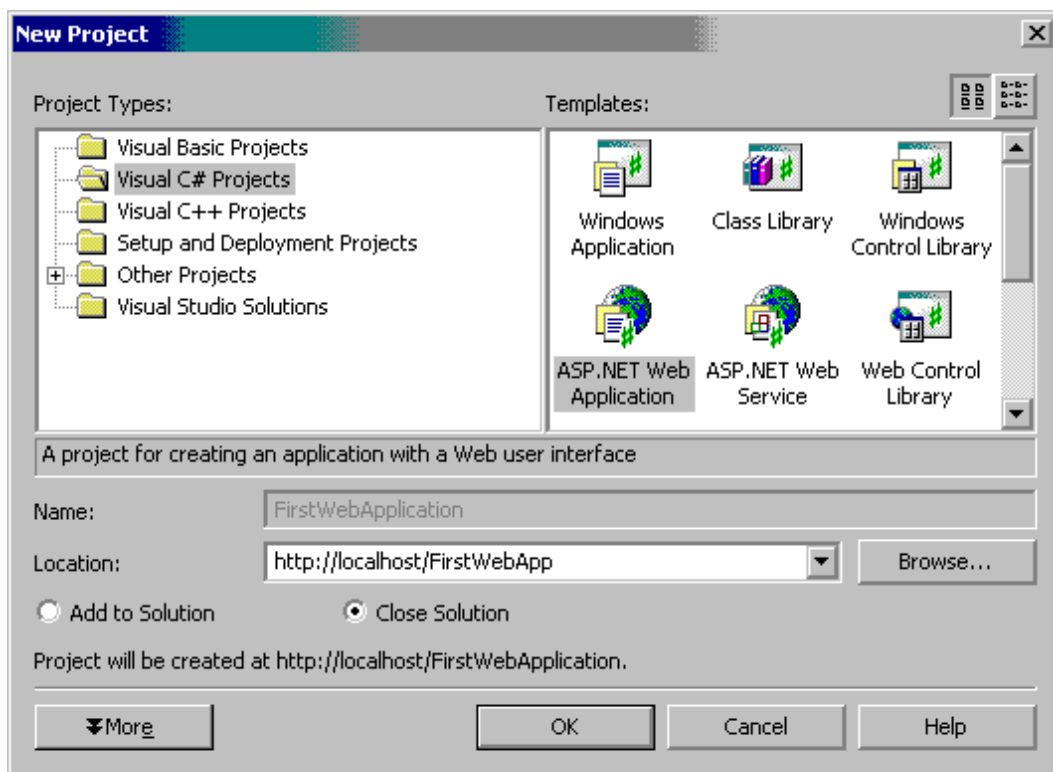 New Project
Project Types:
Templates:
Visual Basic Projects
Visual C# Projects
Visual C++ Projects
Setup and Deployment Projects
Other Projects
Visual Studio Solutions
Windows
Application
Class Library
Windows
Control Library
ASP.NET Web
Application
ASP.NET Web
Service
Web Control
Library
A project for creating an application with a Web user interface
Name:
FirstWebApplication
Location:
http://localhost/FirstWebApp
Browse...
Add to Solution
Close Solution
Project will be created at http://localhost/FirstWebApplication.
More
OK
Cancel
Help